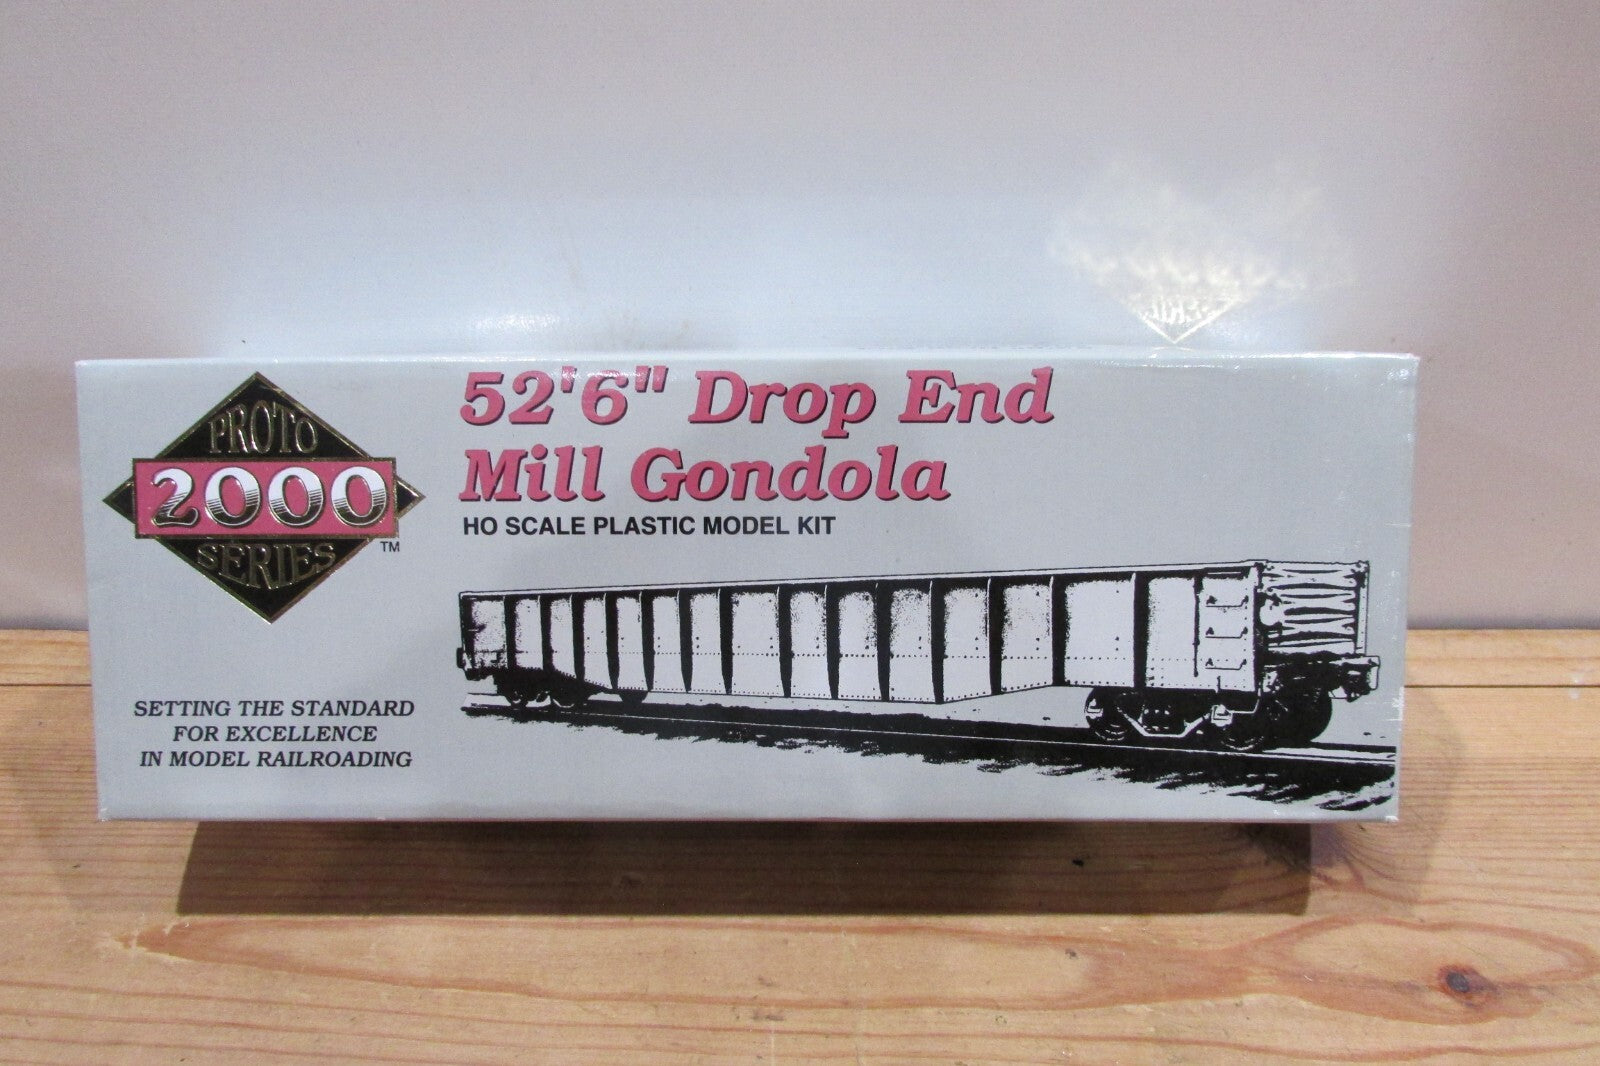 PROTO
2000
SERIES
TM
52'6" Drop End
Mill Gondola
HO SCALE PLASTIC MODEL KIT
SETTING THE STANDARD
FOR EXCELLENCE
IN MODEL RAILROADING